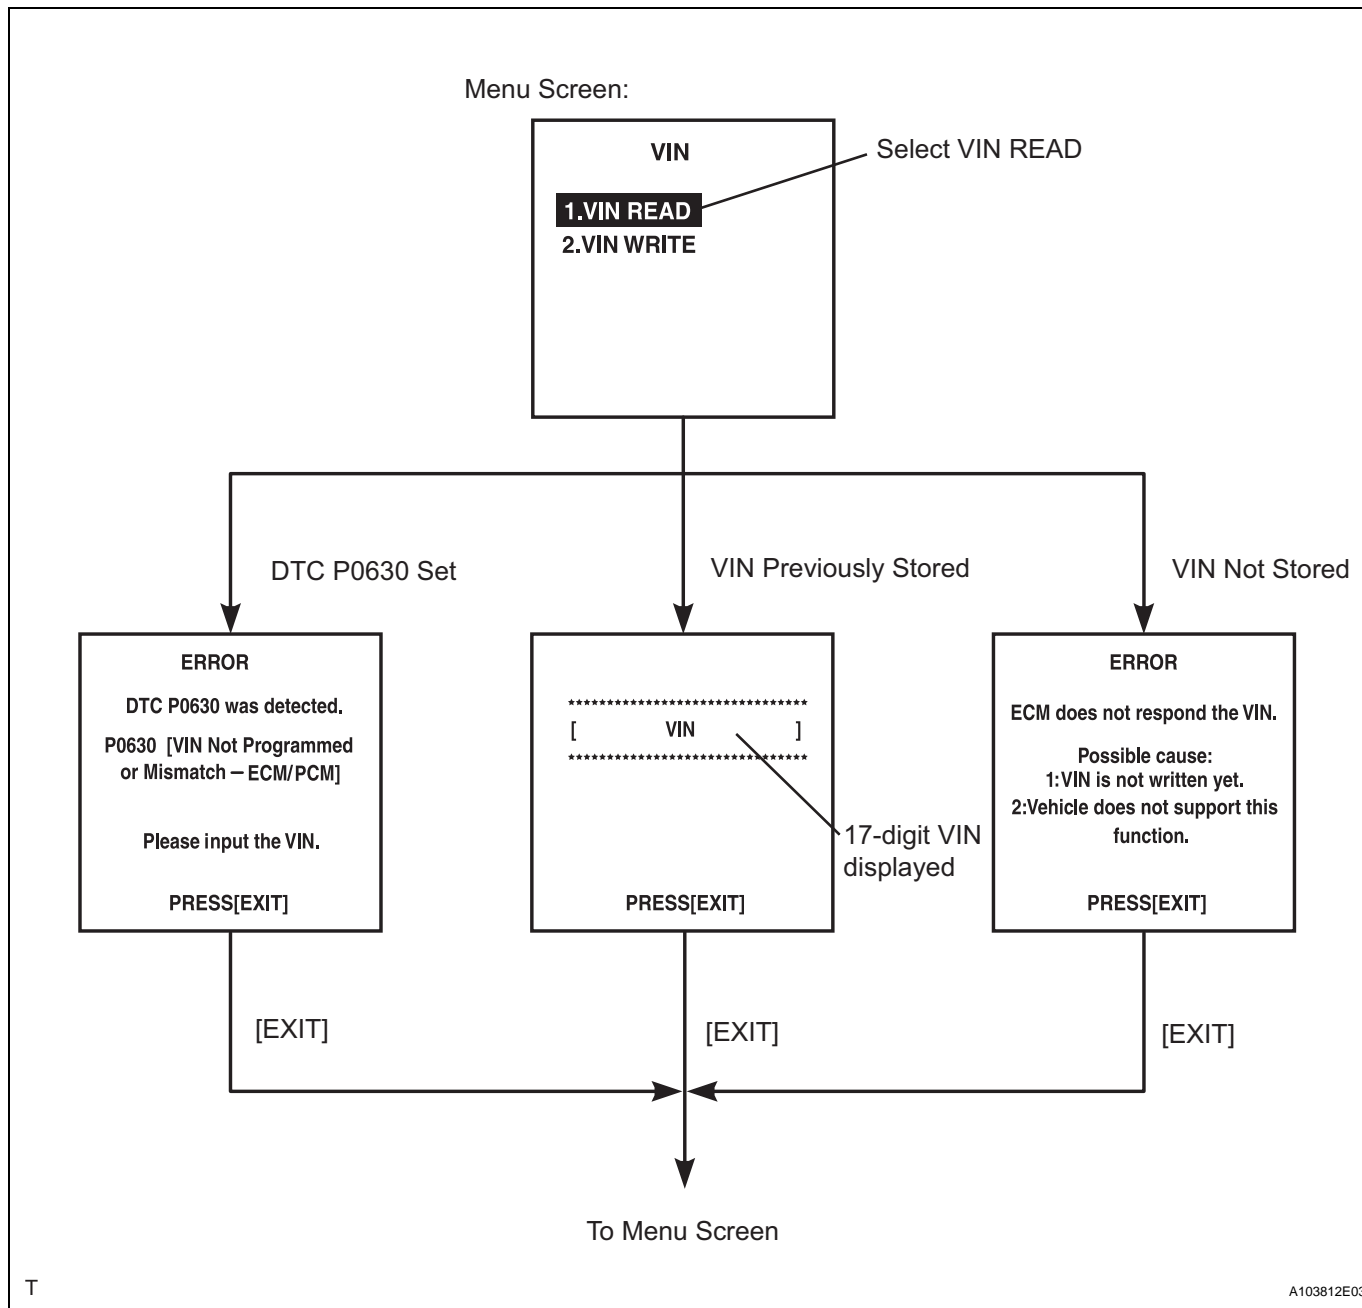 Menu Screen:
VIN
Select VIN READ
1.VIN READ
2.VIN WRITE
DTC P0630 Set
VIN Previously Stored
VIN Not Stored
ERROR
DTC P0630 was detected.
P0630 [VIN Not Programmed
or Mismatch – ECM/PCM]
Please input the VIN.
PRESS[EXIT]
*******************************
[ VIN ]
*******************************
17-digit VIN
displayed
PRESS[EXIT]
ERROR
ECM does not respond the VIN.
Possible cause:
1:VIN is not written yet.
2:Vehicle does not support this
function.
PRESS[EXIT]
[EXIT]
[EXIT]
[EXIT]
To Menu Screen
T
A103812E03